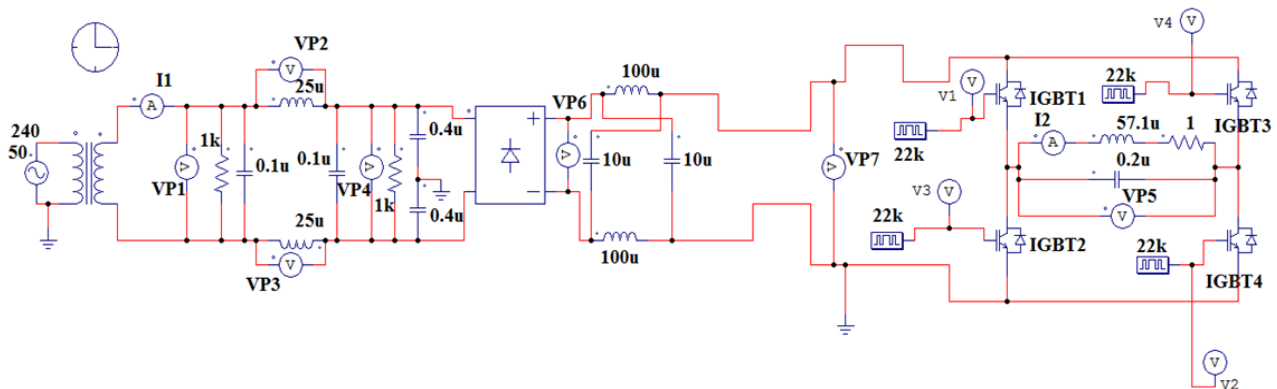 V4
VP2
100u
I1
25u
22k
V1
IGBT1
IGBT3
VP6
240
50
1k
0.4u
I2
57.1u
1
0.1u
0.1u
10u
10u
22k
0.2u
VP1
VP4
VP7
V3
VP5
1k
0.4u
25u
22k
22k
IGBT2
IGBT4
VP3
100u
V2
V
V
V
V
V
V
V
V
V
V
V
A
A
+
−